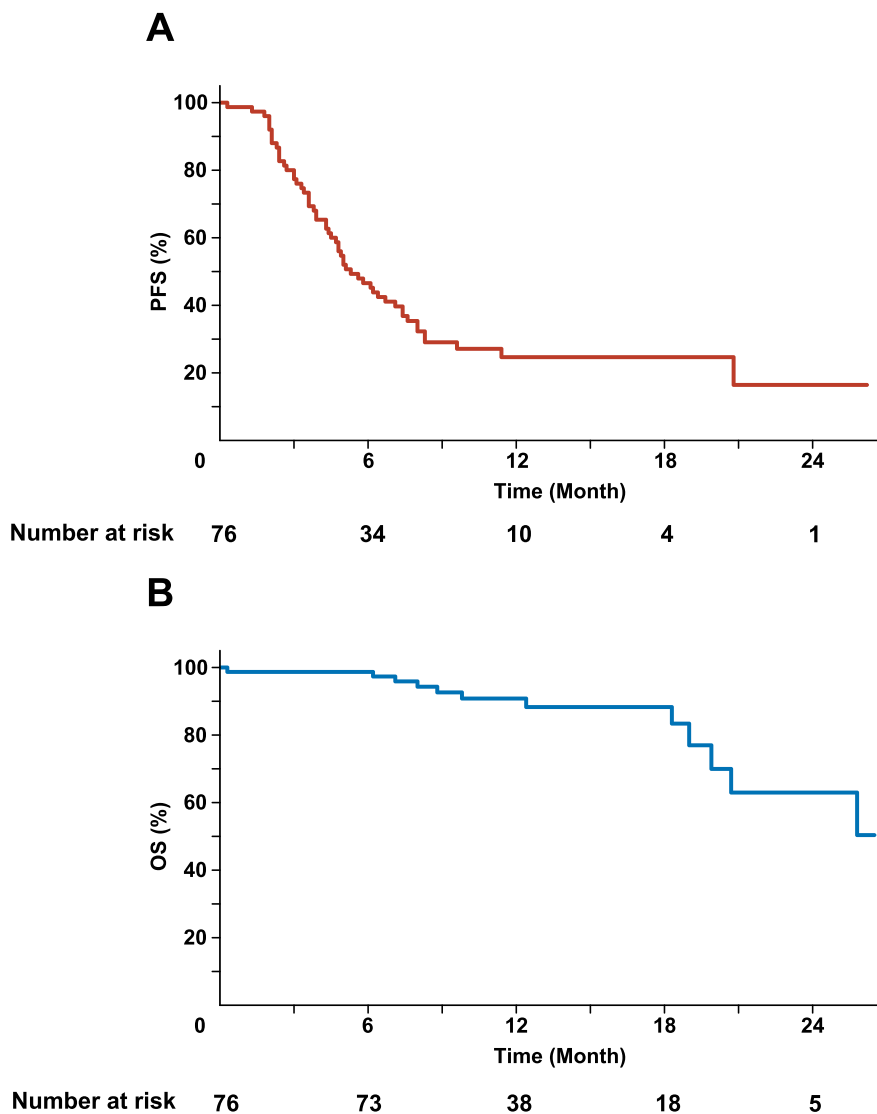 A
100
80
60
40
20
PFS (%)
0 6 12 18 24
Time (Month)
Number at risk 76 34 10 4 1
B
100
80
60
40
20
OS (%)
0 6 12 18 24
Time (Month)
Number at risk 76 73 38 18 5